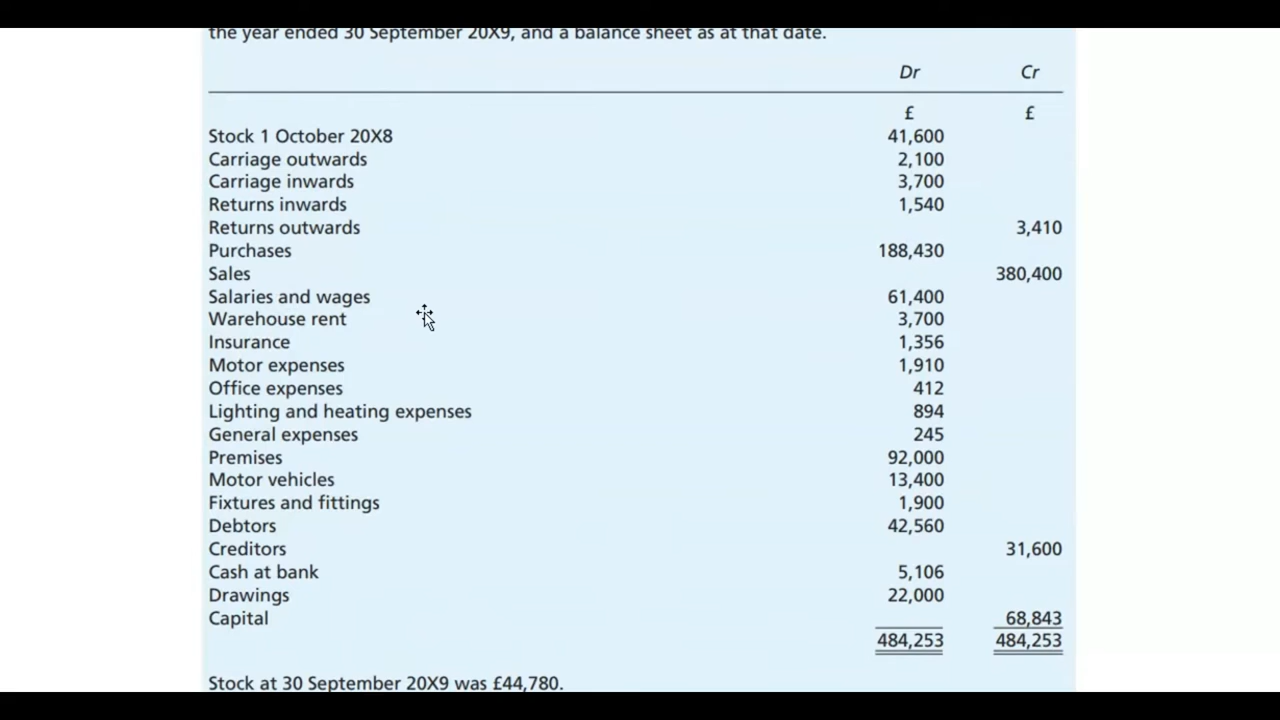 the year ended 30 September 20X9, and a balance sheet as at that date.
Dr Cr
£ £
Stock 1 October 20X8 41,600
Carriage outwards 2,100
Carriage inwards 3,700
Returns inwards 1,540
Returns outwards 3,410
Purchases 188,430
Sales 380,400
Salaries and wages 61,400
Warehouse rent 3,700
Insurance 1,356
Motor expenses 1,910
Office expenses 412
Lighting and heating expenses 894
General expenses 245
Premises 92,000
Motor vehicles 13,400
Fixtures and fittings 1,900
Debtors 42,560
Creditors 31,600
Cash at bank 5,106
Drawings 22,000
Capital 68,843
484,253 484,253
Stock at 30 September 20X9 was £44,780.